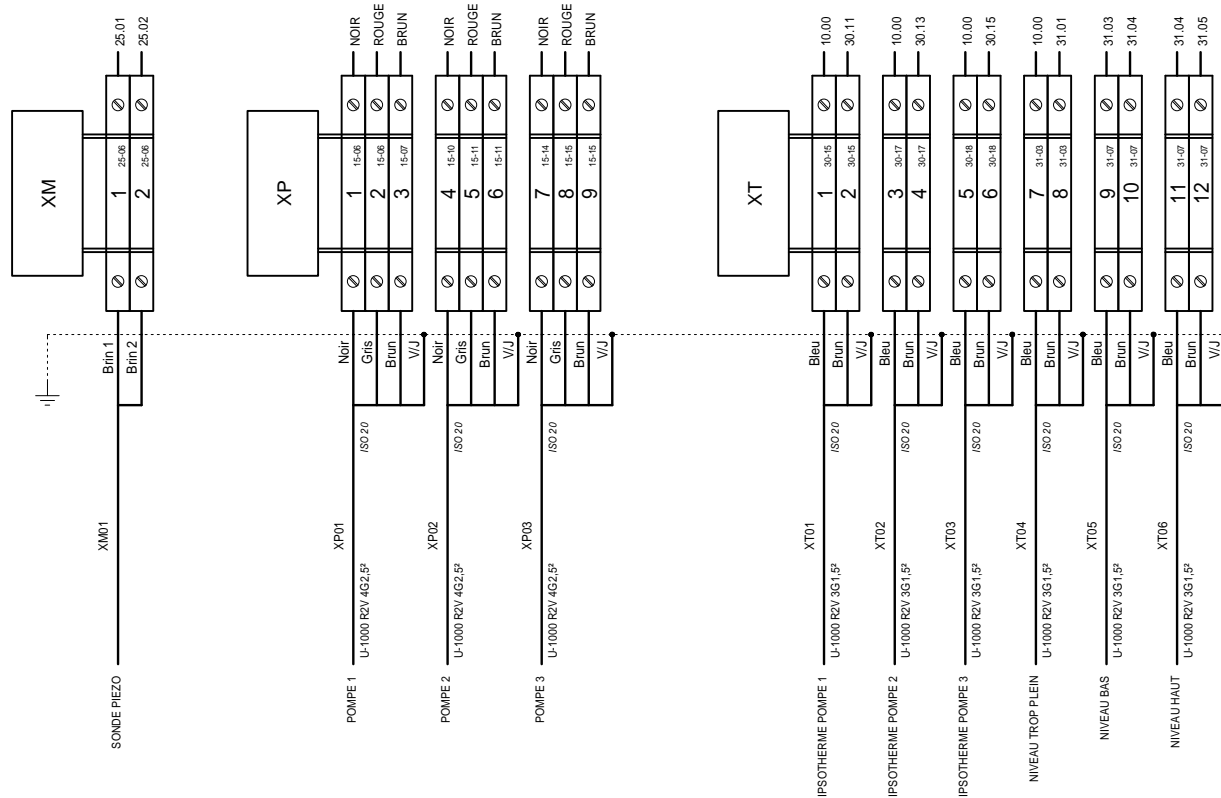 XM
1 25-06
2 25-06
25.01
25.02
Brin 1
Brin 2
XM01
SONDE PIEZO
XP
1 15-06
2 15-06
3 15-07
NOIR
ROUGE
BRUN
Noir
Gris
Brun
V/J
ISO 20
XP01
U-1000 R2V 4G2,5²
POMPE 1
4 15-10
5 15-11
6 15-11
NOIR
ROUGE
BRUN
Noir
Gris
Brun
V/J
ISO 20
XP02
U-1000 R2V 4G2,5²
POMPE 2
7 15-14
8 15-15
9 15-15
NOIR
ROUGE
BRUN
Noir
Gris
Brun
V/J
ISO 20
XP03
U-1000 R2V 4G2,5²
POMPE 3
XT
1 30-15
2 30-15
10.00
30.11
Bleu
Brun
V/J
ISO 20
XT01
U-1000 R2V 3G1,5²
IPSOTHERME POMPE 1
3 30-17
4 30-17
10.00
30.13
Bleu
Brun
V/J
ISO 20
XT02
U-1000 R2V 3G1,5²
IPSOTHERME POMPE 2
5 30-18
6 30-18
10.00
30.15
Bleu
Brun
V/J
ISO 20
XT03
U-1000 R2V 3G1,5²
IPSOTHERME POMPE 3
7 31-03
8 31-03
10.00
31.01
Bleu
Brun
V/J
ISO 20
XT04
U-1000 R2V 3G1,5²
NIVEAU TROP PLEIN
9 31-07
10 31-07
31.03
31.04
Bleu
Brun
V/J
ISO 20
XT05
U-1000 R2V 3G1,5²
NIVEAU BAS
11 31-07
12 31-07
31.04
31.05
Bleu
Brun
V/J
ISO 20
XT06
U-1000 R2V 3G1,5²
NIVEAU HAUT